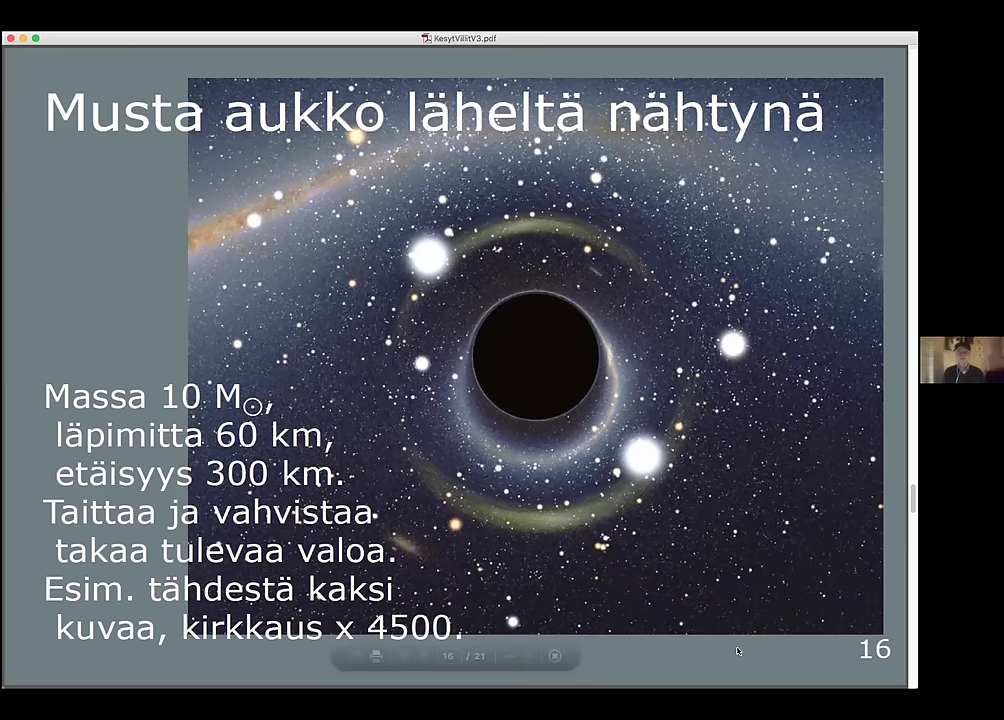 KesytVillitV3.pdf
Musta aukko läheltä nähtynä
Massa 10 M☉,
läpimitta 60 km,
etäisyys 300 km.
Taittaa ja vahvistaa
takaa tulevaa valoa.
Esim. tähdestä kaksi
kuvaa, kirkkaus x 4500.
16
16 / 21